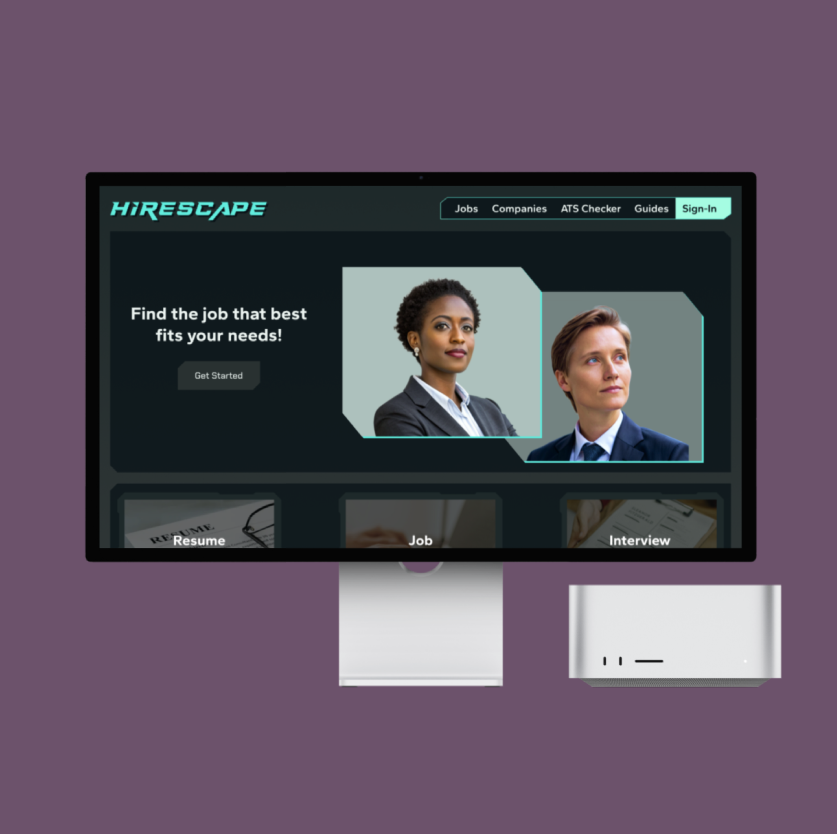 HiRESCAPE
Jobs Companies ATS Checker Guides Sign-In
Find the job that best
fits your needs!
Get Started
RESUME
Resume
Job
Interview